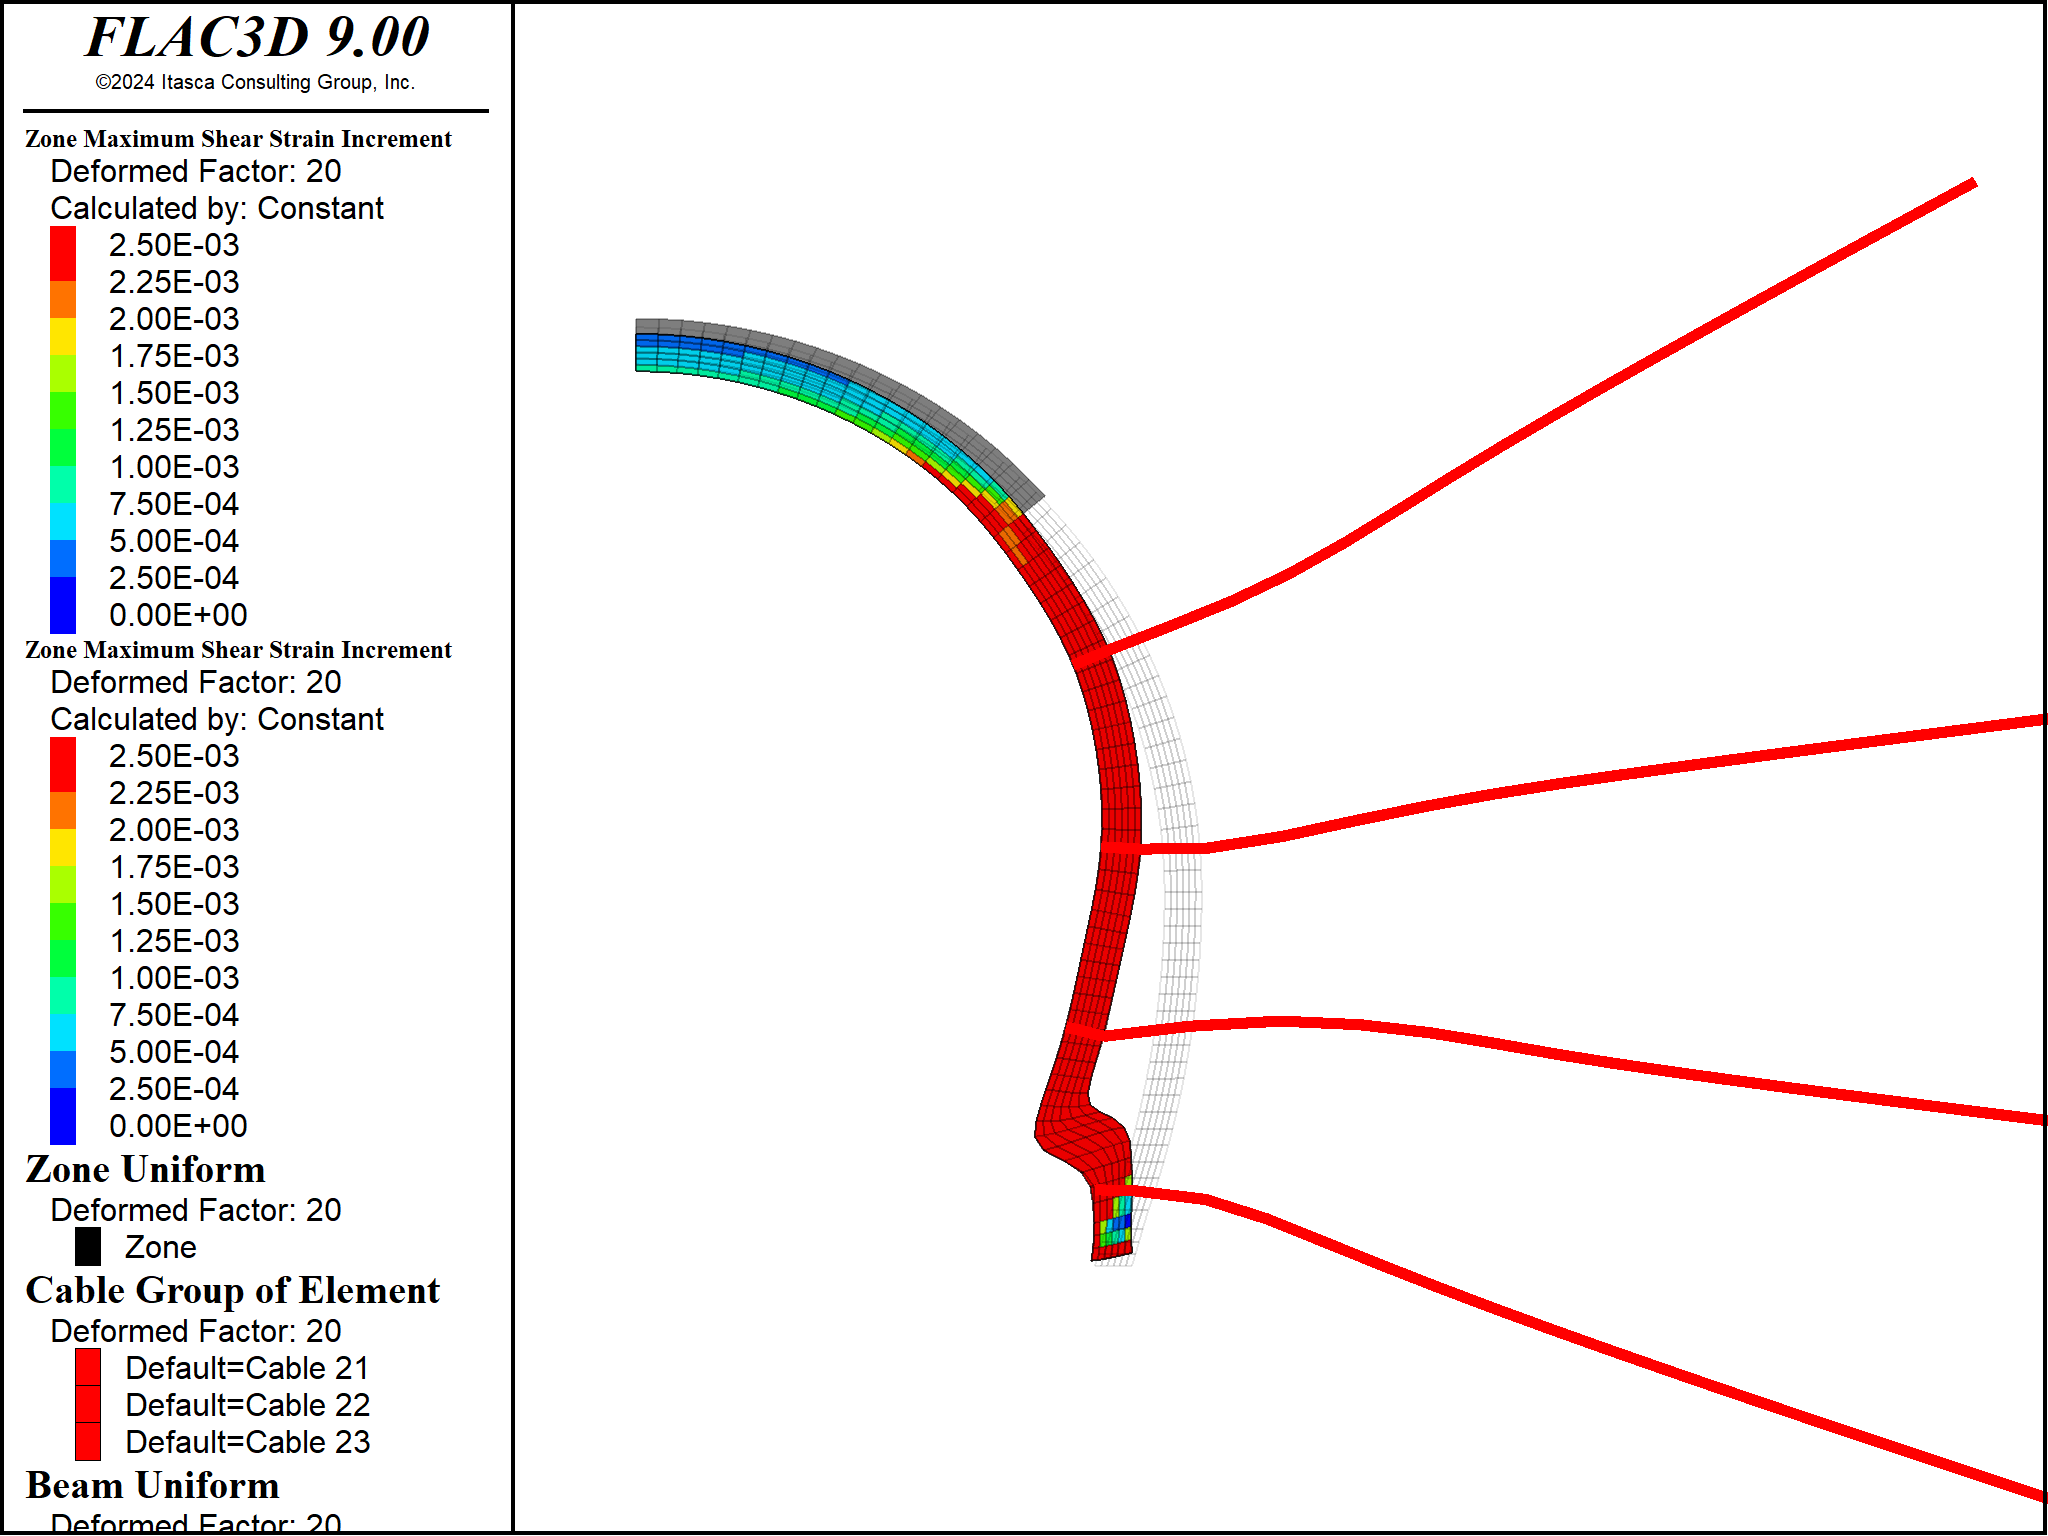 FLAC3D 9.00
©2024 Itasca Consulting Group, Inc.
Zone Maximum Shear Strain Increment
Deformed Factor: 20
Calculated by: Constant
2.50E-03
2.25E-03
2.00E-03
1.75E-03
1.50E-03
1.25E-03
1.00E-03
7.50E-04
5.00E-04
2.50E-04
0.00E+00
Zone Maximum Shear Strain Increment
Deformed Factor: 20
Calculated by: Constant
2.50E-03
2.25E-03
2.00E-03
1.75E-03
1.50E-03
1.25E-03
1.00E-03
7.50E-04
5.00E-04
2.50E-04
0.00E+00
Zone Uniform
Deformed Factor: 20
Zone
Cable Group of Element
Deformed Factor: 20
Default=Cable 21
Default=Cable 22
Default=Cable 23
Beam Uniform
Deformed Factor: 20